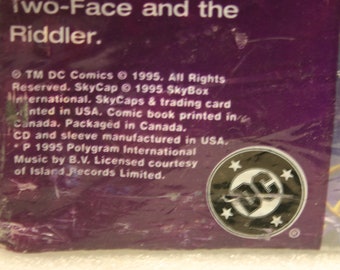 Two-Face and the
Riddler.
® TM DC Comics © 1995. All Rights
Reserved. SkyCap © 1995 SkyBox
International. SkyCaps & trading card
printed in USA. Comic book printed in
Canada. Packaged in Canada.
CD and sleeve manufactured in USA.
* P 1995 Polygram International
Music by B.V. Licensed courtesy
of Island Records Limited.
DC
®